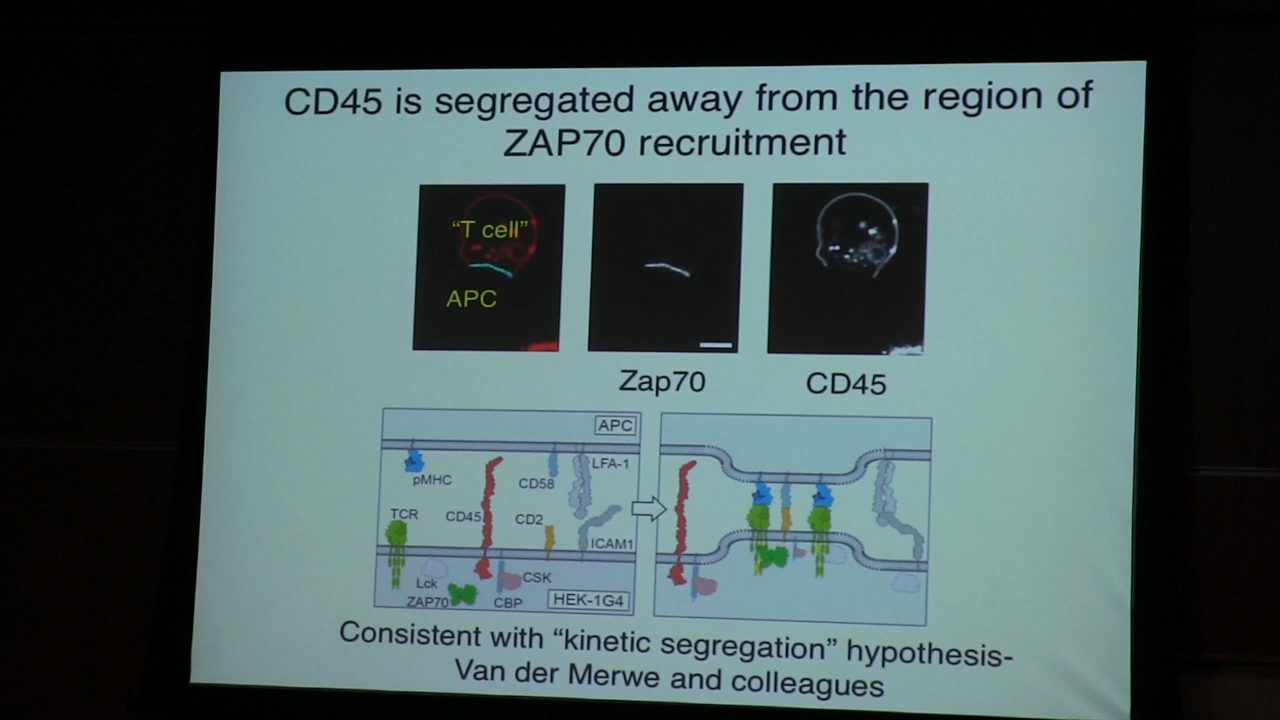 CD45 is segregated away from the region of
ZAP70 recruitment
“T cell”
APC
Zap70
CD45
APC
pMHC
CD58
LFA-1
TCR
CD45
CD2
ICAM1
Lck
CSK
ZAP70
CBP
HEK-1G4
Consistent with “kinetic segregation” hypothesis-
Van der Merwe and colleagues